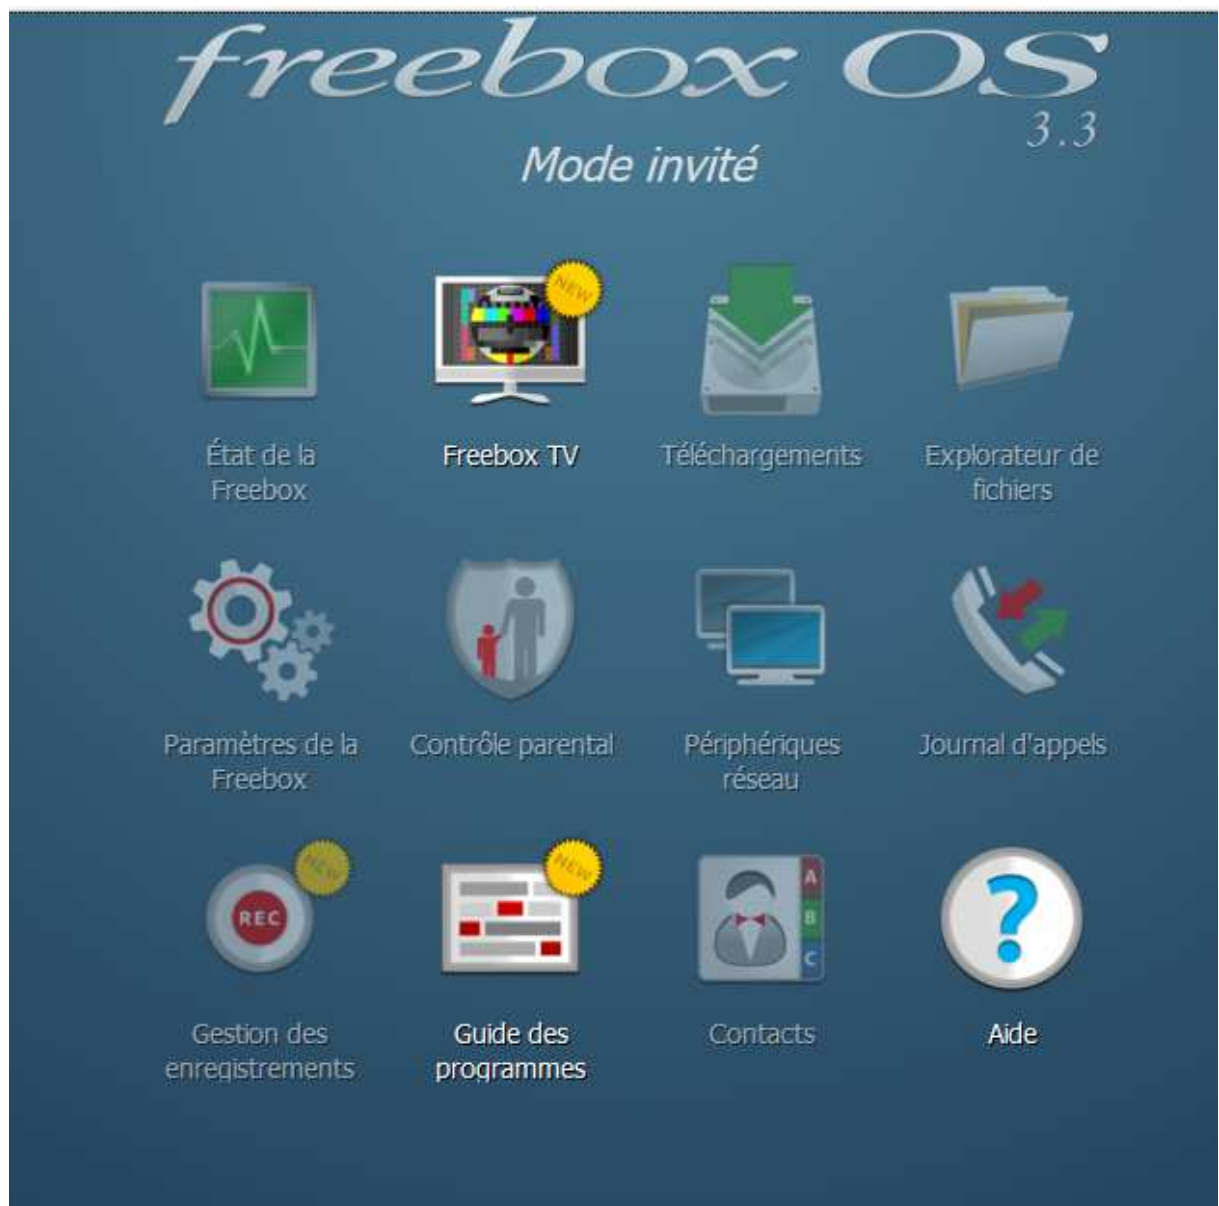 freebox OS
3.3
Mode invité
NEW
État de la
Freebox
Freebox TV
Téléchargements
Explorateur de
fichiers
Paramètres de la
Freebox
Contrôle parental
Périphériques
réseau
Journal d'appels
NEW
REC
NEW
A
B
C
Gestion des
enregistrements
Guide des
programmes
Contacts
Aide